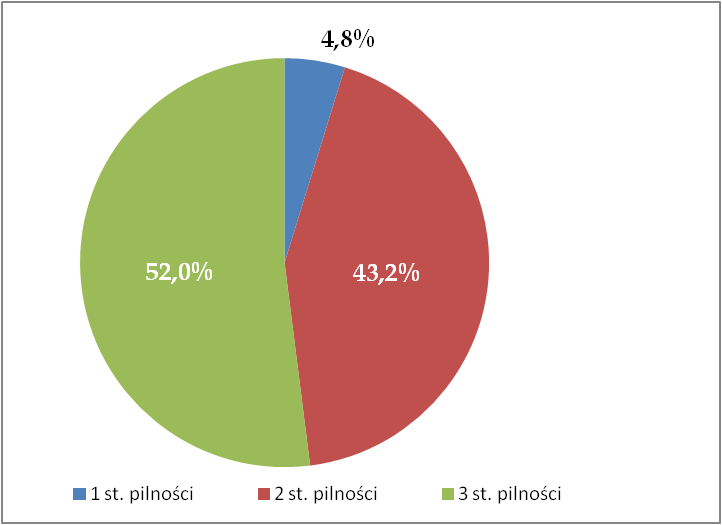 4,8%
52,0%
43,2%
1 st. pilności
2 st. pilności
3 st. pilności